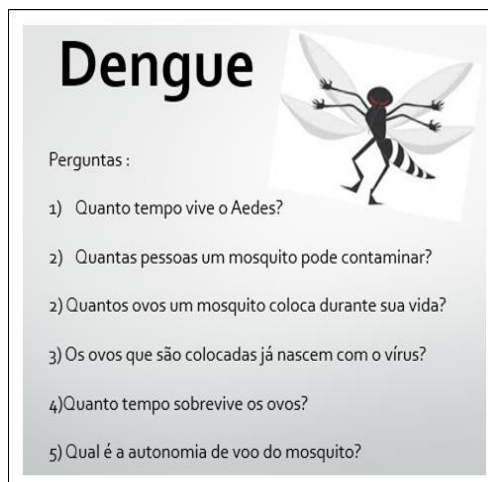 Dengue
Perguntas :
1) Quanto tempo vive o Aedes?
2) Quantas pessoas um mosquito pode contaminar?
2) Quantos ovos um mosquito coloca durante sua vida?
3) Os ovos que são colocadas já nascem com o vírus?
4)Quanto tempo sobrevive os ovos?
5) Qual é a autonomia de voo do mosquito?